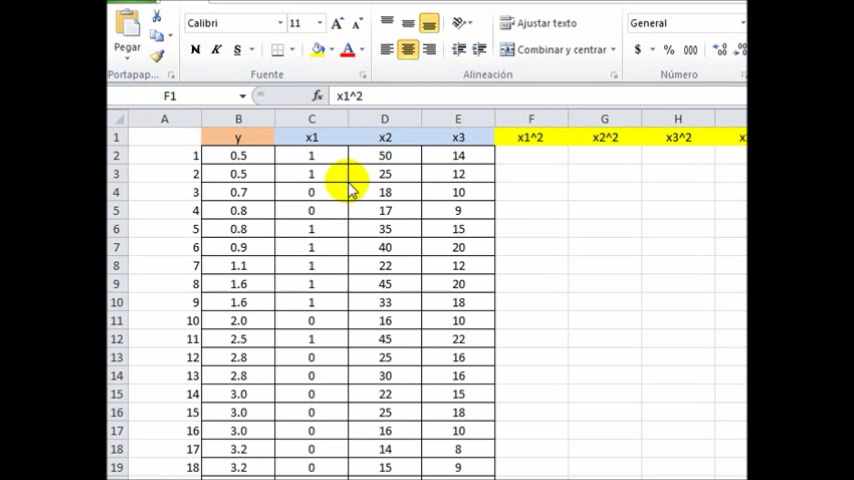 Calibri 11 A A Ajustar texto General
Pegar N K S A Combinar y centrar $ % 000
Portapap... Fuente Alineación Número
F1 fx x1^2
A B C D E F G H
1 y x1 x2 x3 x1^2 x2^2 x3^2
2 1 0.5 1 50 14
3 2 0.5 1 25 12
4 3 0.7 0 18 10
5 4 0.8 0 17 9
6 5 0.8 1 35 15
7 6 0.9 1 40 20
8 7 1.1 1 22 12
9 8 1.6 1 45 20
10 9 1.6 1 33 18
11 10 2.0 0 16 10
12 11 2.5 1 45 22
13 12 2.8 0 25 16
14 13 2.8 0 30 16
15 14 3.0 0 22 15
16 15 3.0 0 25 18
17 16 3.0 0 16 10
18 17 3.2 0 14 8
19 18 3.2 0 15 9